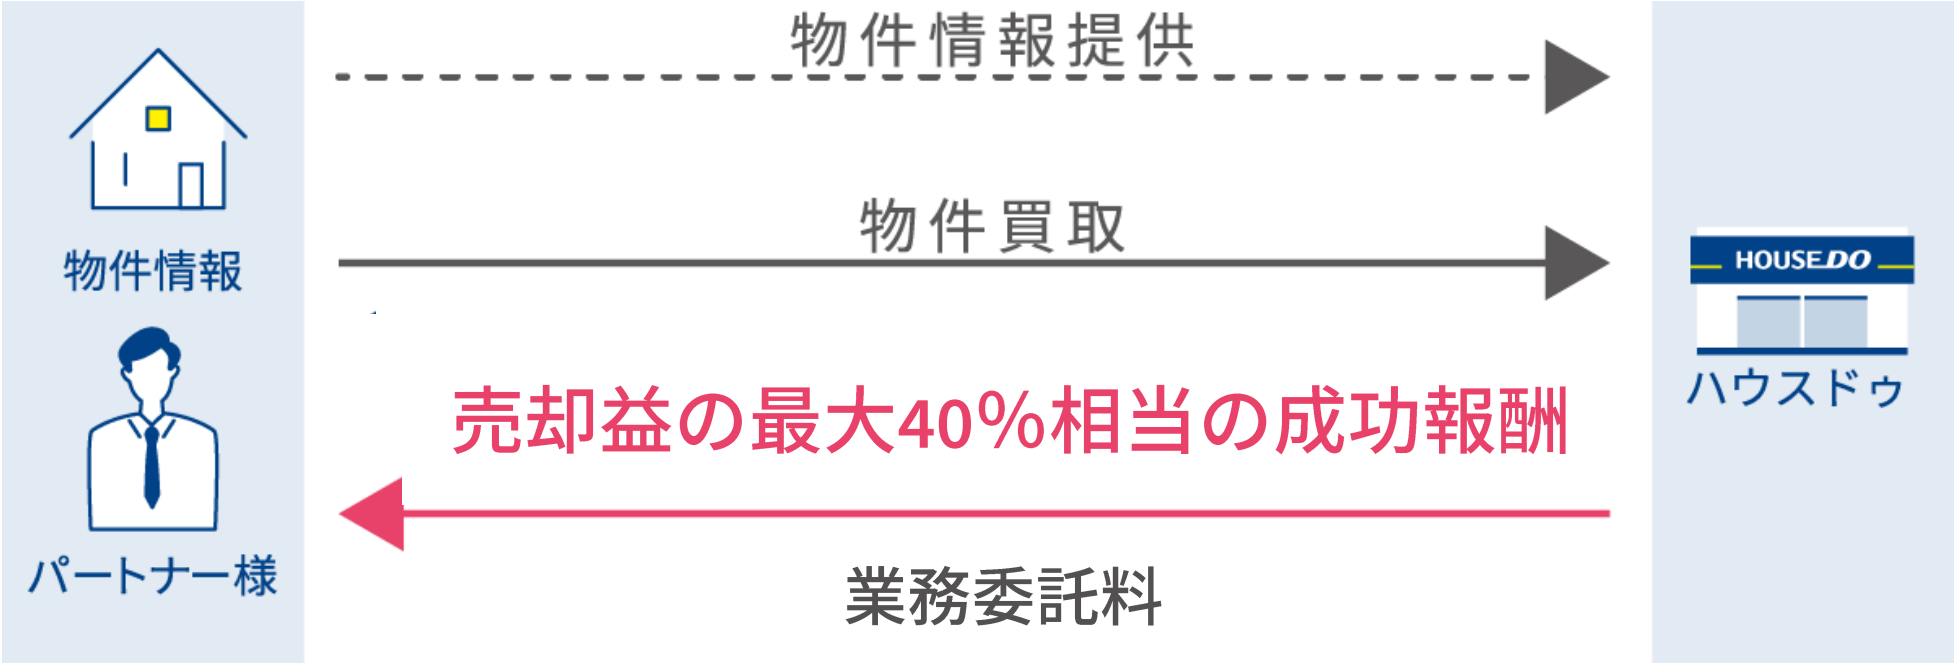 物件情報提供
物件買取
物件情報
HOUSEDO
ハウスドゥ
売却益の最大40%相当の成功報酬
パートナー様
業務委託料